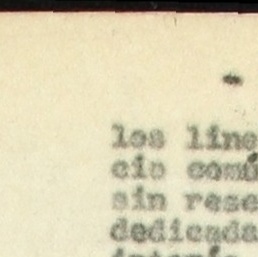 los line
cio comú
sin rese
dedicada